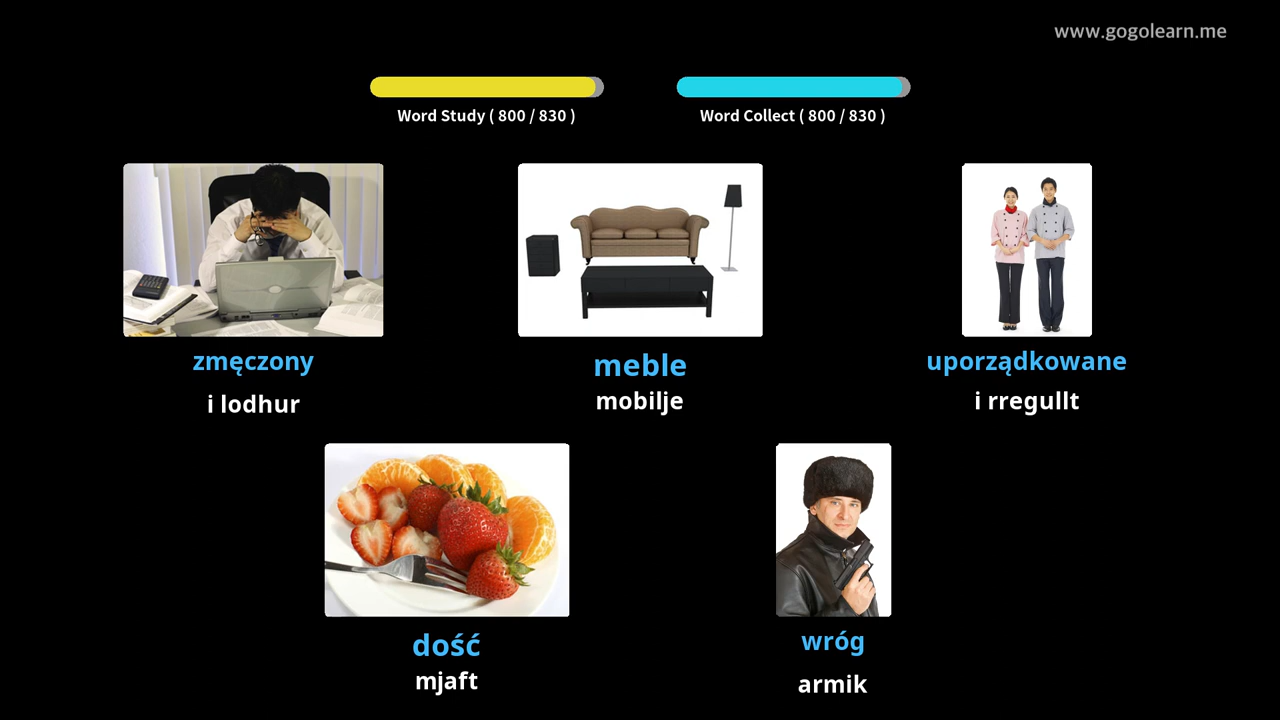 www.gogolearn.me
Word Study ( 800 / 830 )
Word Collect ( 800 / 830 )
zmęczony
i lodhur
meble
mobilje
uporządkowane
i rregullt
dość
mjaft
wróg
armik